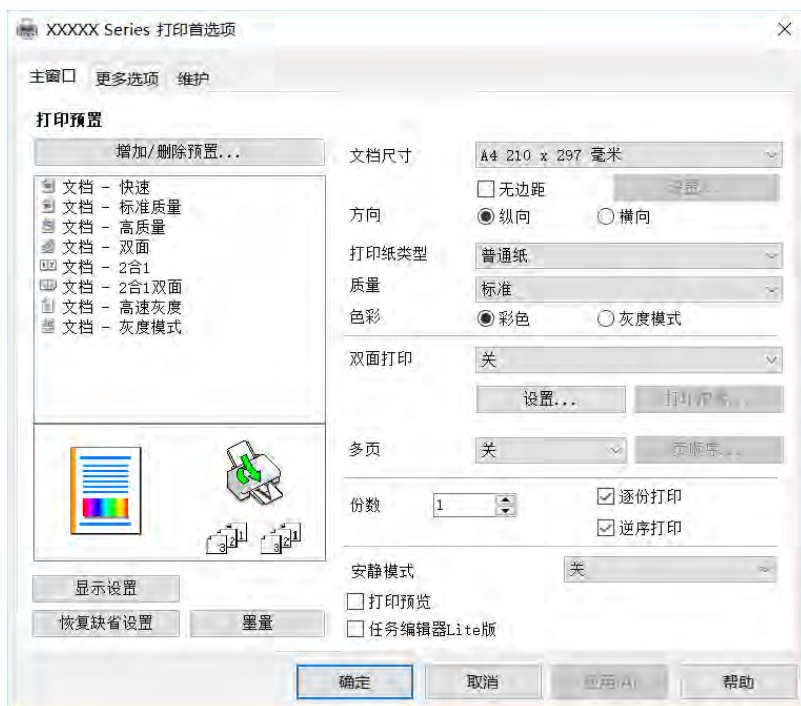 XXXXX Series 打印首选项
主窗口 更多选项 维护
打印预置
增加/删除预置...
文档 - 快速
文档 - 标准质量
文档 - 高质量
文档 - 双面
文档 - 2合1
文档 - 2合1双面
文档 - 高速灰度
文档 - 灰度模式
显示设置
恢复缺省设置 墨量
文档尺寸 A4 210 x 297 毫米
无边距 设置...
方向 纵向 横向
打印纸类型 普通纸
质量 标准
色彩 彩色 灰度模式
双面打印 关
设置...
多页 关 页顺序...
份数 1 逐份打印
逆序打印
安静模式 关
打印预览
任务编辑器Lite版
确定 取消 应用(A) 帮助